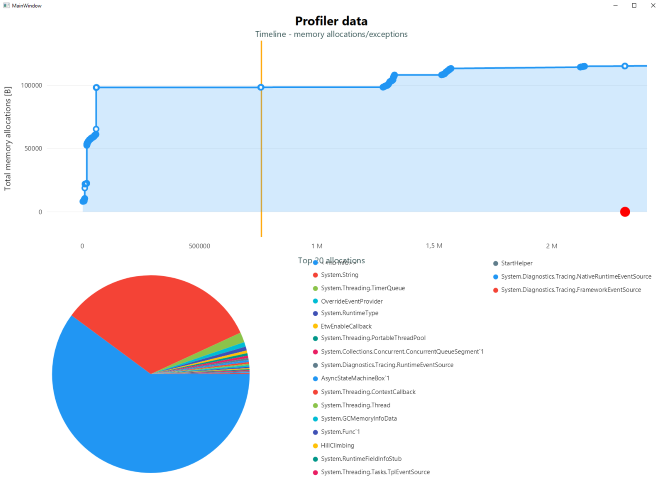 MainWindow
Profiler data
Timeline - memory allocations/exceptions
Total memory allocations [B]
100000
50000
0
0
500000
1 M
1,5 M
2 M
Top 20 allocations
System.String
System.Threading.TimerQueue
OverrideEventProvider
System.RuntimeType
EtwEnableCallback
System.Threading.PortableThreadPool
System.Collections.Concurrent.ConcurrentQueueSegment`1
System.Diagnostics.Tracing.RuntimeEventSource
AsyncStateMachineBox`1
System.Threading.ContextCallback
System.Threading.Thread
System.GCMemoryInfoData
System.Func`1
HillClimbing
System.RuntimeFieldInfoStub
System.Threading.Tasks.TplEventSource
StartHelper
System.Diagnostics.Tracing.NativeRuntimeEventSource
System.Diagnostics.Tracing.FrameworkEventSource